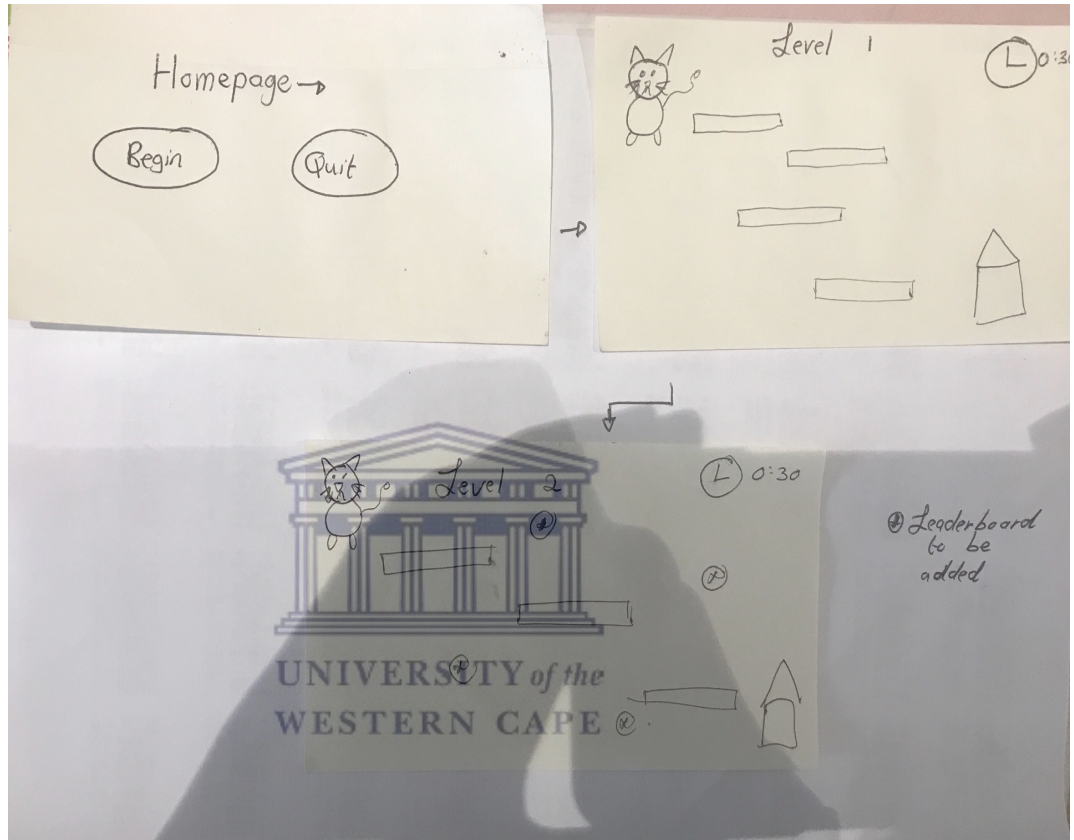 Homepage →
Begin
Quit
Level 1
0:30
Level 2
0:30
Leaderboard
to be
added
UNIVERSITY of the
WESTERN CAPE